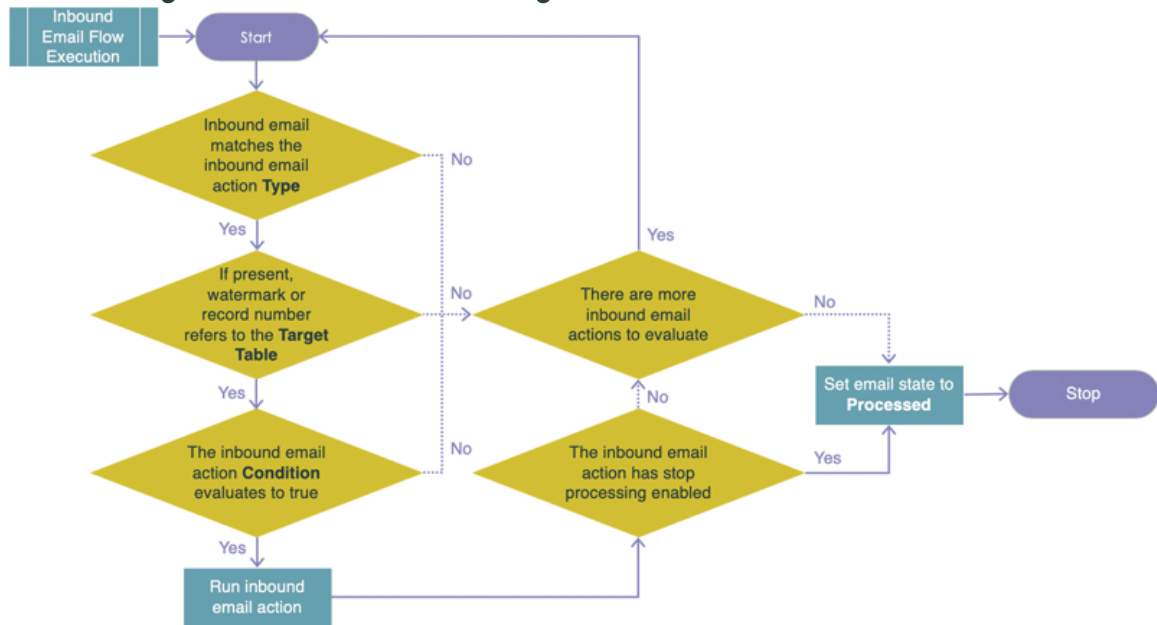 Inbound
Email Flow
Execution
Start
Inbound email
matches the
inbound email
action Type
No
Yes
If present,
watermark or
record number
refers to the Target
Table
No
Yes
The inbound email
action Condition
evaluates to true
No
Yes
Run inbound
email action
Yes
There are more
inbound email
actions to evaluate
No
No
The inbound email
action has stop
processing enabled
Yes
Set email state to
Processed
Stop